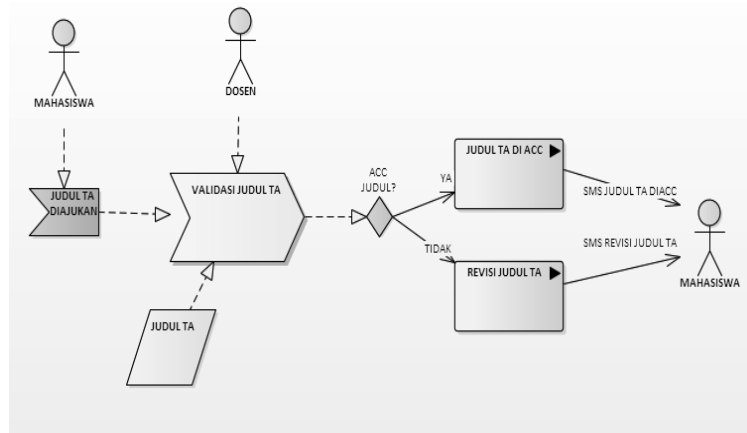 MAHASISWA
DOSEN
JUDUL TA
DIAJUKAN
VALIDASI JUDUL TA
JUDUL TA
ACC
JUDUL?
YA
TIDAK
JUDUL TA DI ACC
REVISI JUDUL TA
SMS JUDUL TA DIACC
SMS REVISI JUDUL TA
MAHASISWA